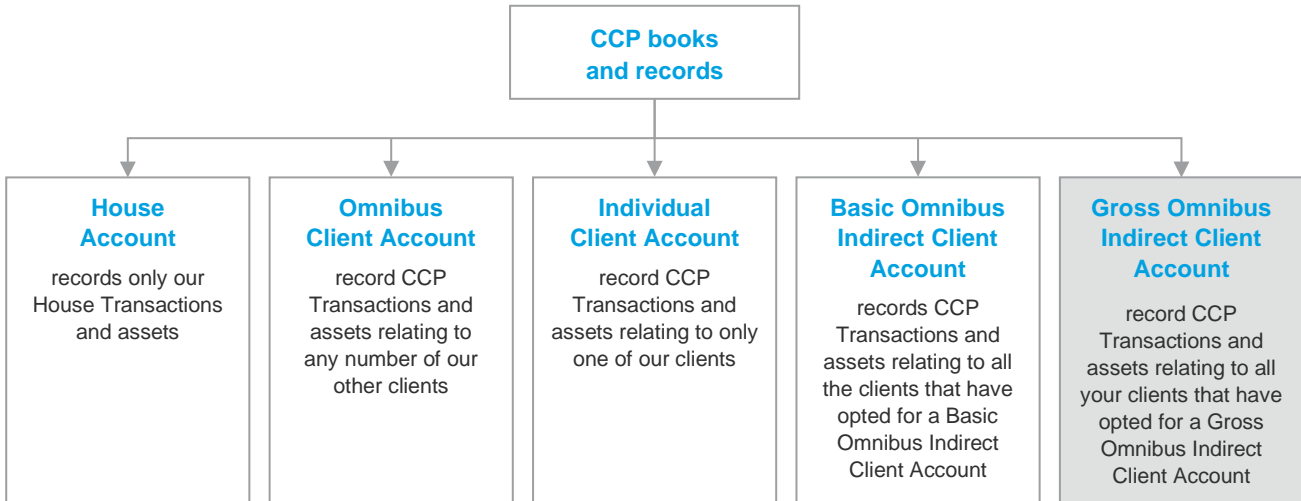 CCP books
and records
House
Account
records only our
House Transactions
and assets
Omnibus
Client Account
record CCP
Transactions and
assets relating to
any number of our
other clients
Individual
Client Account
record CCP
Transactions and
assets relating to only
one of our clients
Basic Omnibus
Indirect Client
Account
records CCP
Transactions and
assets relating to all
the clients that have
opted for a Basic
Omnibus Indirect
Client Account
Gross Omnibus
Indirect Client
Account
record CCP
Transactions and
assets relating to all
your clients that have
opted for a Gross
Omnibus Indirect
Client Account